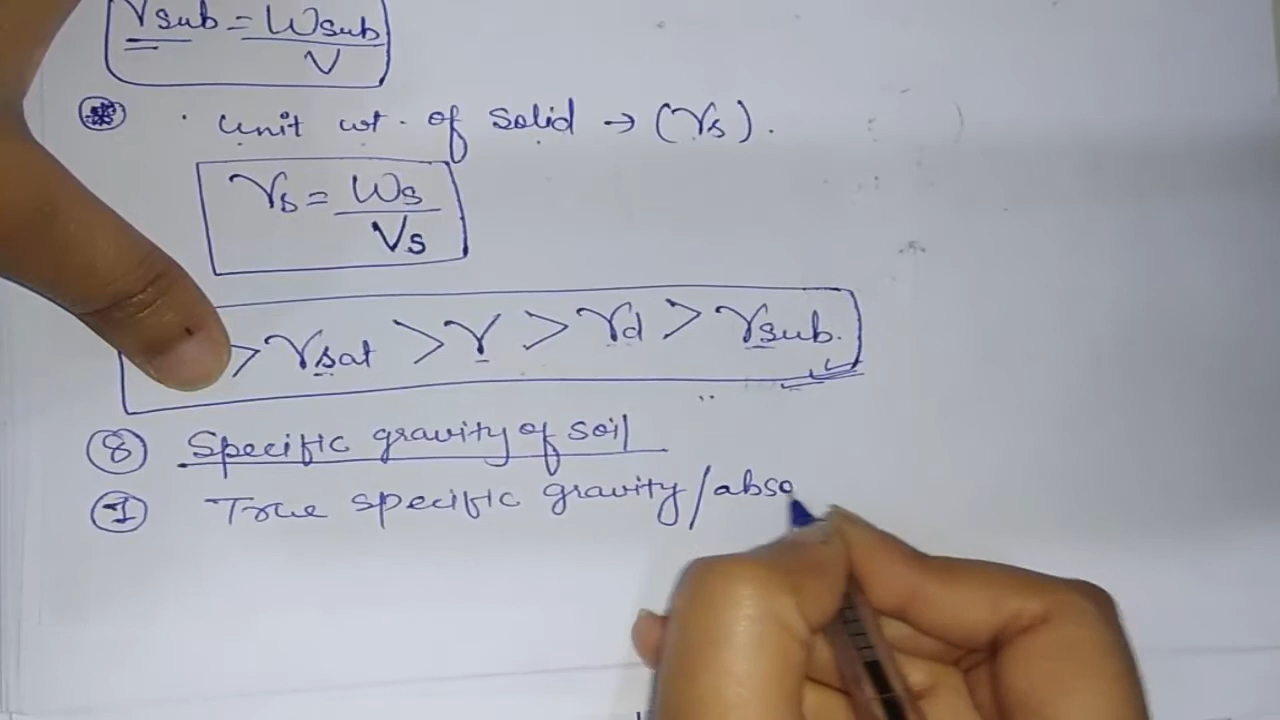 γsub = Wsub / V
Unit wt. of solid → (γs).
γs = Ws / Vs
> γsat > γ > γd > γsub.
8 Specific gravity of soil
1 True specific gravity / abso